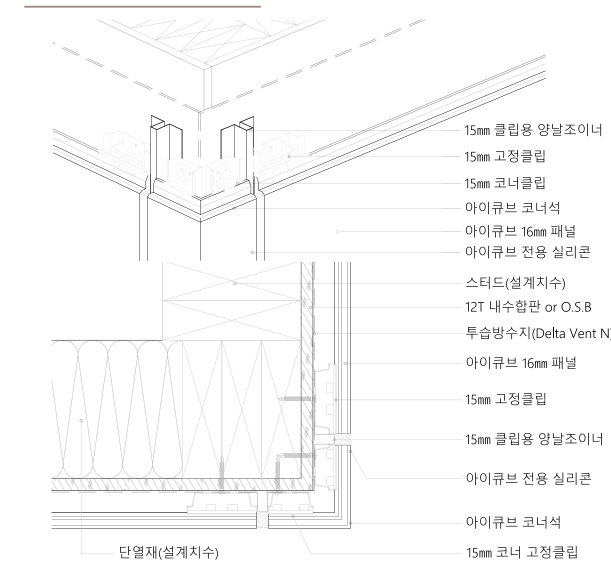 15㎜ 클립용 양날조이너
15㎜ 고정클립
15㎜ 코너클립
아이큐브 코너석
아이큐브 16㎜ 패널
아이큐브 전용 실리콘
스터드(설계치수)
12T 내수합판 or O.S.B
투습방수지(Delta Vent N)
아이큐브 16㎜ 패널
15㎜ 고정클립
15㎜ 클립용 양날조이너
아이큐브 전용 실리콘
아이큐브 코너석
15㎜ 코너 고정클립
단열재(설계치수)